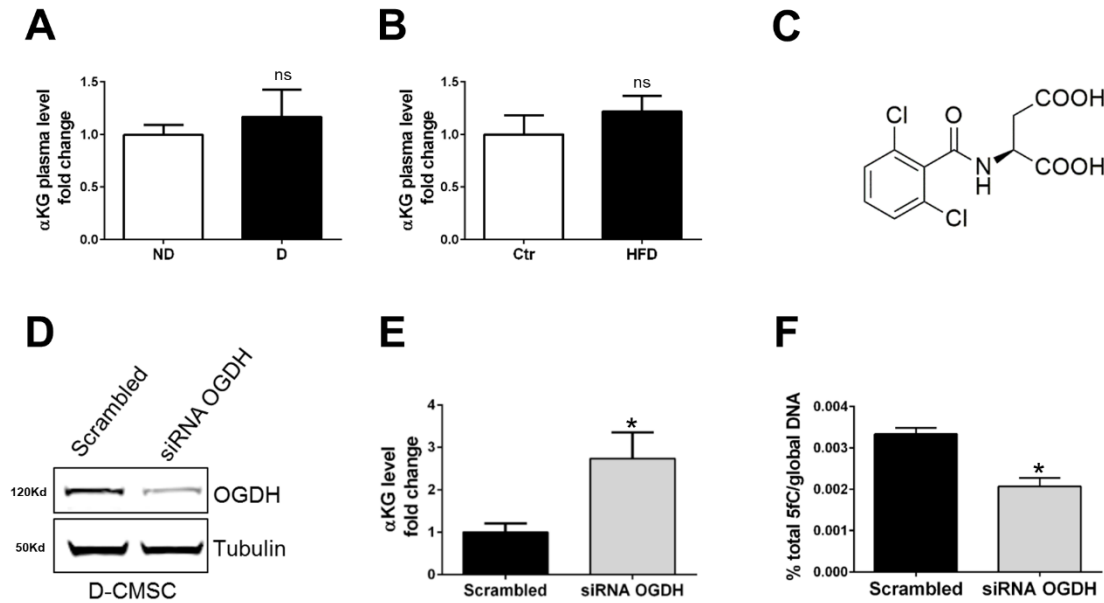 A
αKG plasma level
fold change
1.5
1.0
0.5
0.0
ns
ND
D
B
αKG plasma level
fold change
1.5
1.0
0.5
0.0
ns
Ctr
HFD
C
Cl
O
COOH
N
H
COOH
Cl
D
Scrambled
siRNA OGDH
120Kd
OGDH
50Kd
Tubulin
D-CMSC
E
αKG level
fold change
4
3
2
1
0
*
Scrambled
siRNA OGDH
F
% total 5fC/global DNA
0.004
0.003
0.002
0.001
0.000
*
Scrambled
siRNA OGDH